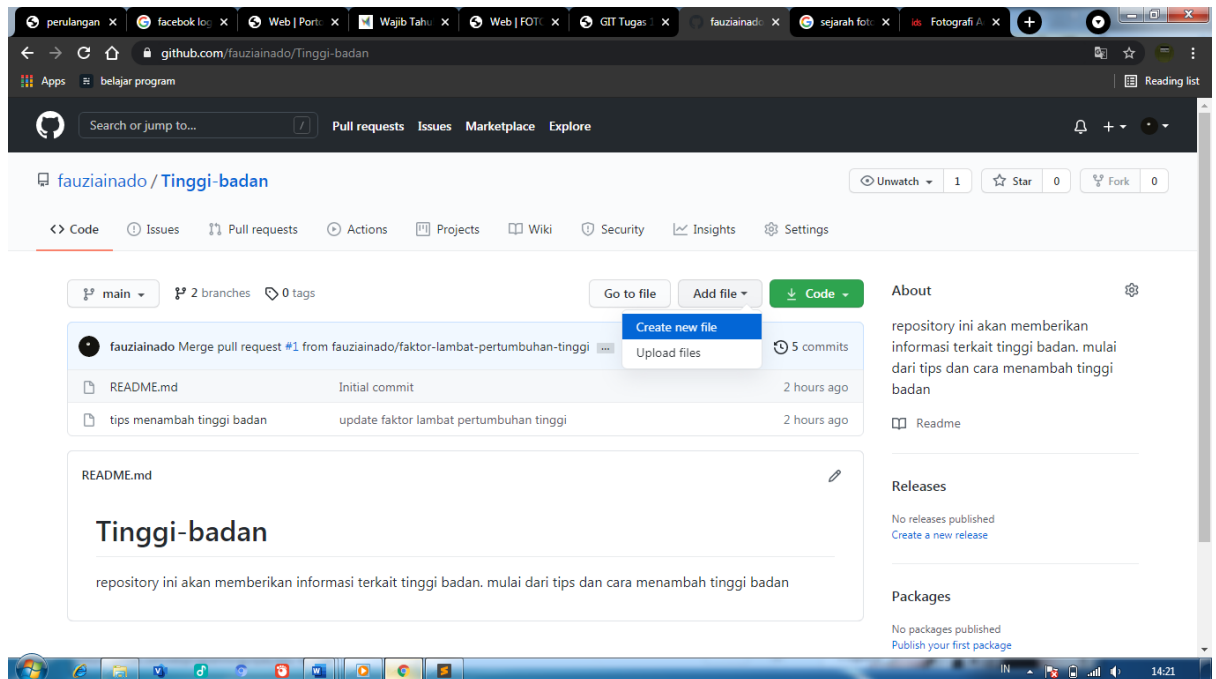 perulangan
facebok log
Web | Porto
Wajib Tahu
Web | FOTO
GIT Tugas 1
fauziainado
sejarah foto
ids Fotografi A
github.com/fauziainado/Tinggi-badan
Apps belajar program Reading list
Search or jump to... / Pull requests Issues Marketplace Explore
fauziainado / Tinggi-badan Unwatch 1 Star 0 Fork 0
<> Code Issues Pull requests Actions Projects Wiki Security Insights Settings
main 2 branches 0 tags Go to file Add file Code
Create new file
Upload files
fauziainado Merge pull request #1 from fauziainado/faktor-lambat-pertumbuhan-tinggi ... 5 commits
README.md Initial commit 2 hours ago
tips menambah tinggi badan update faktor lambat pertumbuhan tinggi 2 hours ago
README.md
Tinggi-badan
repository ini akan memberikan informasi terkait tinggi badan. mulai dari tips dan cara menambah tinggi badan
About
repository ini akan memberikan
informasi terkait tinggi badan. mulai
dari tips dan cara menambah tinggi
badan
Readme
Releases
No releases published
Create a new release
Packages
No packages published
Publish your first package
IN 14:21